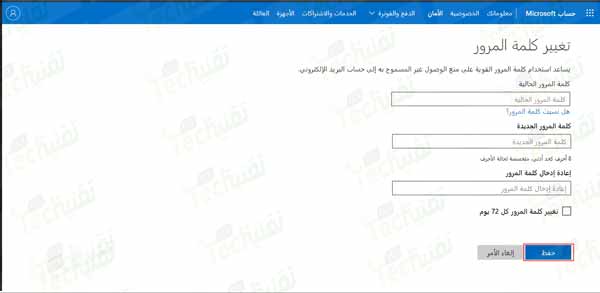 حساب Microsoft معلوماتك الخصوصية الأمان الدفع والفوترة الخدمات والاشتراكات الأجهزة العائلة
تغيير كلمة المرور
يساعد استخدام كلمة المرور القوية على منع الوصول غير المسموح به إلى حساب البريد الإلكتروني.
كلمة المرور الحالية
كلمة المرور الحالية
هل نسيت كلمة المرور؟
كلمة المرور الجديدة
كلمة المرور الجديدة
8 أحرف كحد أدنى، متحسسة لحالة الأحرف
إعادة إدخال كلمة المرور
إعادة إدخال كلمة المرور
تغيير كلمة المرور كل 72 يوم
حفظ إلغاء الأمر